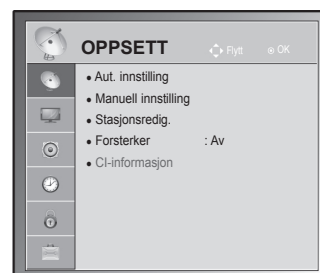 OPPSETT Flytt OK
• Aut. innstilling
• Manuell innstilling
• Stasjonsredig.
• Forsterker : Av
• CI-informasjon